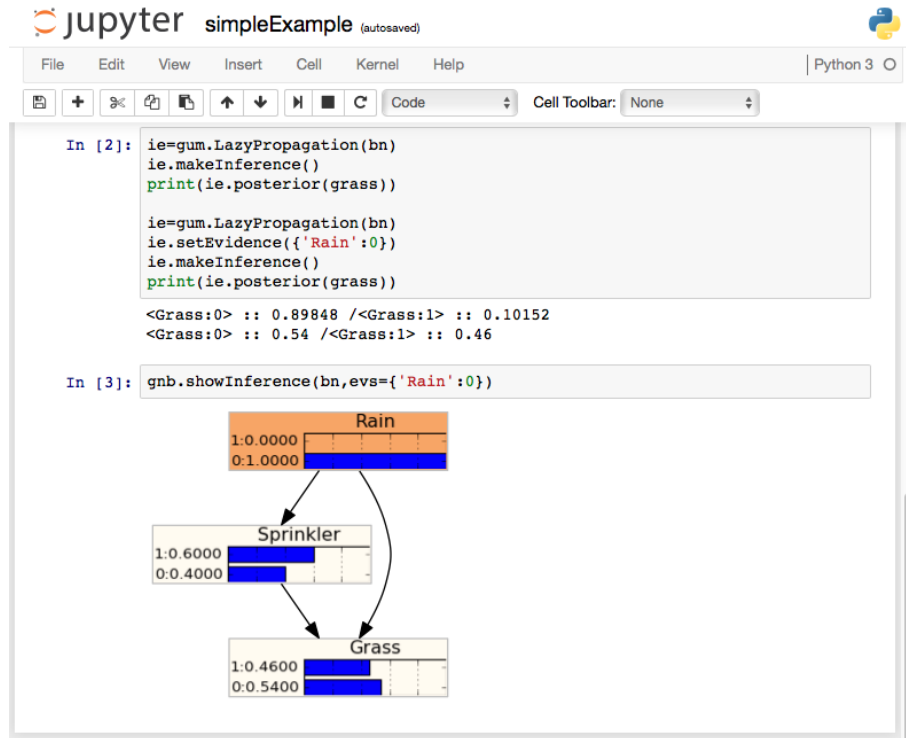 jupyter simpleExample (autosaved)
File Edit View Insert Cell Kernel Help Python 3
Code Cell Toolbar: None
In [2]: ie=gum.LazyPropagation(bn)
ie.makeInference()
print(ie.posterior(grass))
ie=gum.LazyPropagation(bn)
ie.setEvidence({'Rain':0})
ie.makeInference()
print(ie.posterior(grass))
<Grass:0> :: 0.89848 /<Grass:1> :: 0.10152
<Grass:0> :: 0.54 /<Grass:1> :: 0.46
In [3]: gnb.showInference(bn,evs={'Rain':0})
Rain
1:0.0000
0:1.0000
Sprinkler
1:0.6000
0:0.4000
Grass
1:0.4600
0:0.5400